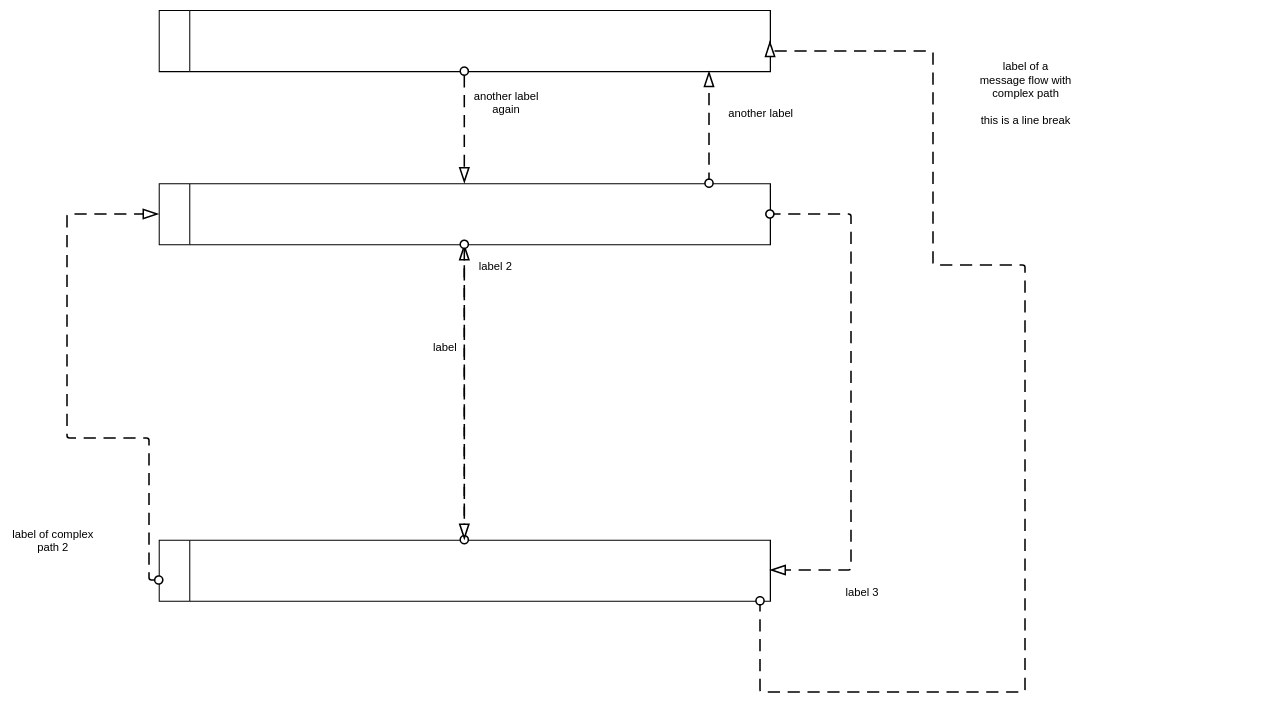 label of a
message flow with
complex path
this is a line break
another label
again
another label
label 2
label
label of complex
path 2
label 3